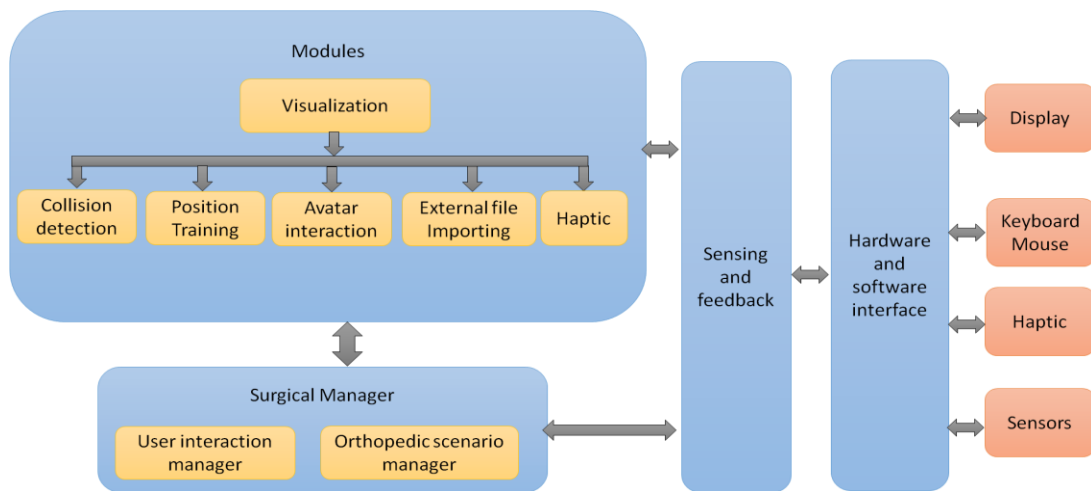 Modules
Visualization
Collision
detection
Position
Training
Avatar
interaction
External file
Importing
Haptic
Surgical Manager
User interaction
manager
Orthopedic scenario
manager
Sensing
and
feedback
Hardware
and
software
interface
Display
Keyboard
Mouse
Haptic
Sensors